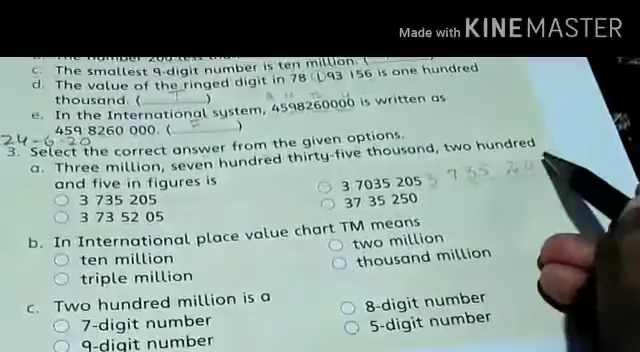 Made with KINEMASTER
c. The smallest 9-digit number is ten million. (
d. The value of the ringed digit in 78 193 156 is one hundred
thousand. ( T )
e. In the International system, 4598260000 is written as
459 8260 000. ( F )
24-6-20
3. Select the correct answer from the given options.
a. Three million, seven hundred thirty-five thousand, two hundred
and five in figures is
3 735 205
3 7035 205
3 73 52 05
37 35 250
b. In International place value chart TM means
ten million
two million
triple million
thousand million
c. Two hundred million is a
7-digit number
8-digit number
9-digit number
5-digit number